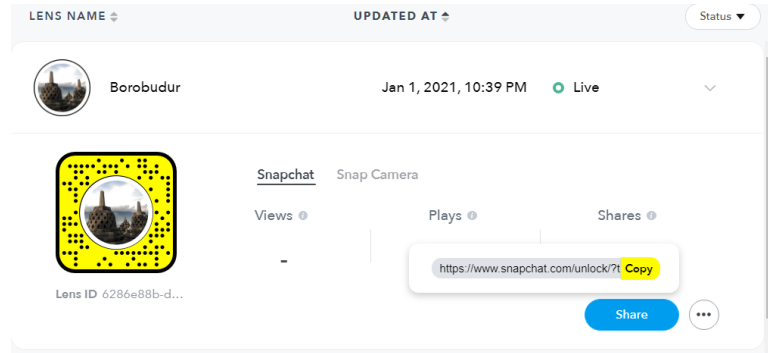 LENS NAME UPDATED AT Status
Borobudur Jan 1, 2021, 10:39 PM Live
Snapchat Snap Camera
Views Plays Shares
-
https://www.snapchat.com/unlock/?t Copy
Lens ID 6286e88b-d...
Share